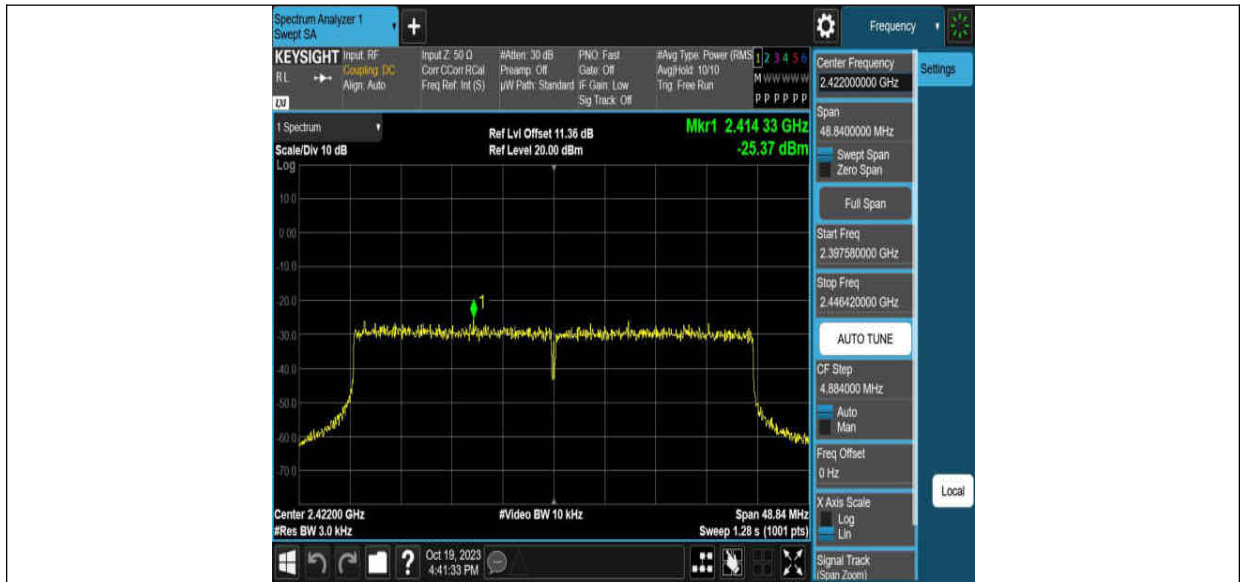 Spectrum Analyzer 1
Swept SA
Frequency
KEYSIGHT
RL
LXI
Input: RF
Coupling: DC
Align: Auto
Input Z: 50 Ω
Corr CCorr RCal
Freq Ref: Int (S)
#Atten: 30 dB
Preamp: Off
µW Path: Standard
PNO: Fast
Gate: Off
IF Gain: Low
Sig Track: Off
#Avg Type: Power (RMS
Avg|Hold: 10/10
Trig: Free Run
1 2 3 4 5 6
M W W W W W
P P P P P P
1 Spectrum
Scale/Div 10 dB
Log
Ref Lvl Offset 11.36 dB
Ref Level 20.00 dBm
Mkr1 2.414 33 GHz
-25.37 dBm
10.0
0.00
-10.0
-20.0
-30.0
-40.0
-50.0
-60.0
-70.0
1
Center 2.42200 GHz
#Res BW 3.0 kHz
#Video BW 10 kHz
Span 48.84 MHz
Sweep 1.28 s (1001 pts)
Oct 19, 2023
4:41:33 PM
Center Frequency
2.422000000 GHz
Settings
Span
48.8400000 MHz
Swept Span
Zero Span
Full Span
Start Freq
2.397580000 GHz
Stop Freq
2.446420000 GHz
AUTO TUNE
CF Step
4.884000 MHz
Auto
Man
Freq Offset
0 Hz
X Axis Scale
Log
Lin
Local
Signal Track
(Span Zoom)